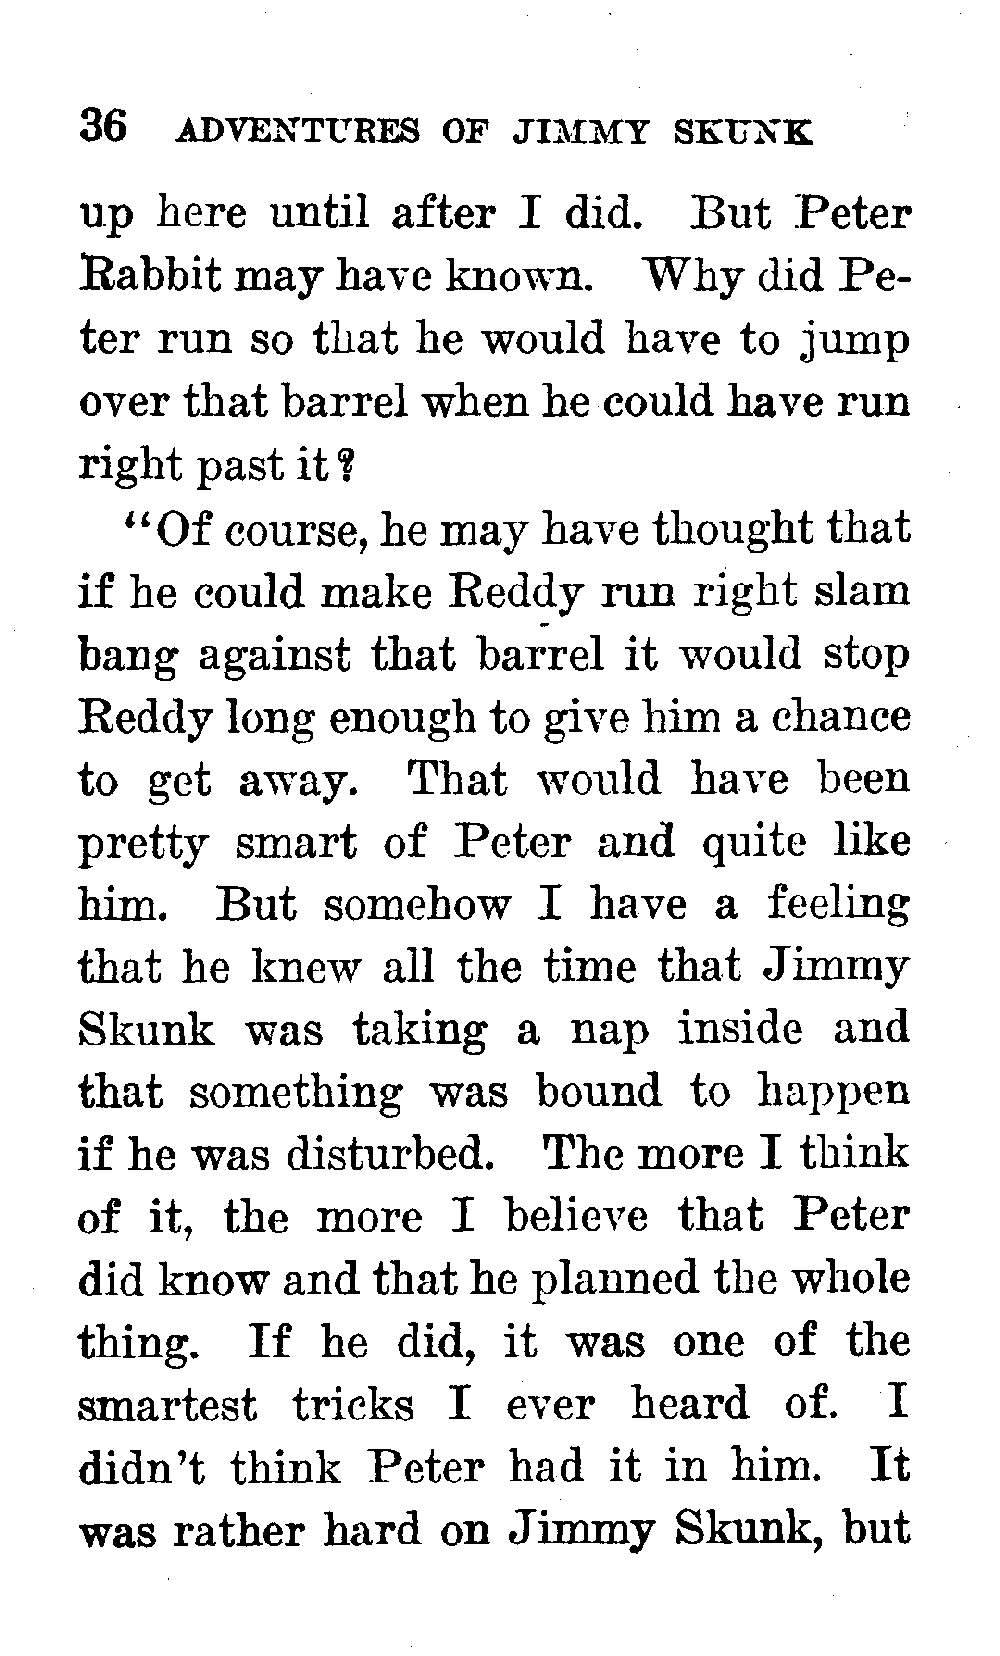 36 ADVENTURES OF JIMMY SKUNK
up here until after I did. But Peter
Rabbit may have known. Why did Pe-
ter run so that he would have to jump
over that barrel when he could have run
right past it?
“Of course, he may have thought that
if he could make Reddy run right slam
bang against that barrel it would stop
Reddy long enough to give him a chance
to get away. That would have been
pretty smart of Peter and quite like
him. But somehow I have a feeling
that he knew all the time that Jimmy
Skunk was taking a nap inside and
that something was bound to happen
if he was disturbed. The more I think
of it, the more I believe that Peter
did know and that he planned the whole
thing. If he did, it was one of the
smartest tricks I ever heard of. I
didn't think Peter had it in him. It
was rather hard on Jimmy Skunk, but